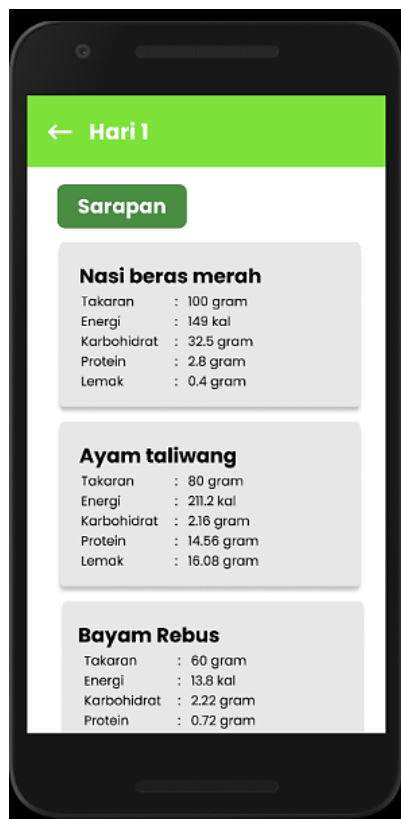 Hari 1
Sarapan
Nasi beras merah
Takaran : 100 gram
Energi : 149 kal
Karbohidrat : 32.5 gram
Protein : 2.8 gram
Lemak : 0.4 gram
Ayam taliwang
Takaran : 80 gram
Energi : 211.2 kal
Karbohidrat : 2.16 gram
Protein : 14.56 gram
Lemak : 16.08 gram
Bayam Rebus
Takaran : 60 gram
Energi : 13.8 kal
Karbohidrat : 2.22 gram
Protein : 0.72 gram